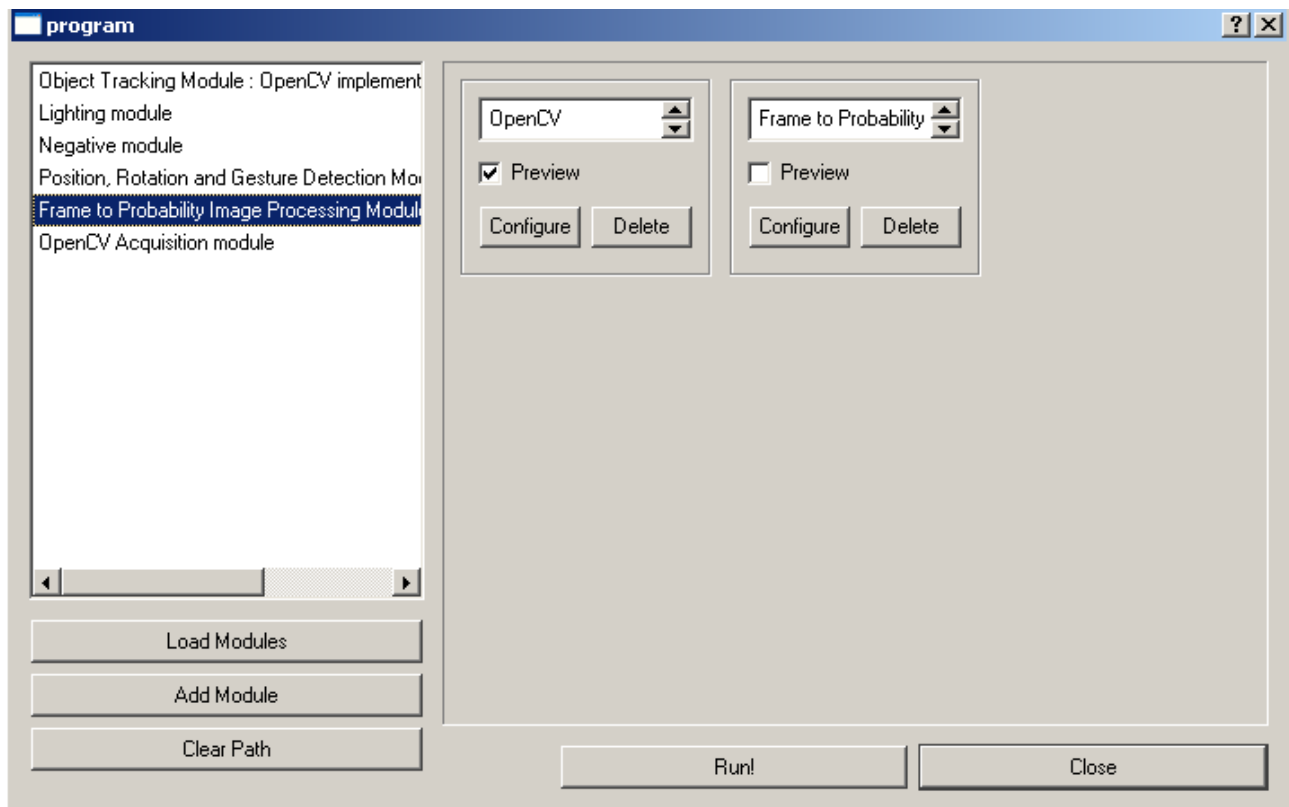 program
Object Tracking Module : OpenCV implement
Lighting module
Negative module
Position, Rotation and Gesture Detection
Frame to Probability Image Processing
OpenCV Acquisition module
Load Modules
Add Module
Clear Path
OpenCV
Preview
Configure Delete
Frame to Probability
Preview
Configure Delete
Run! Close